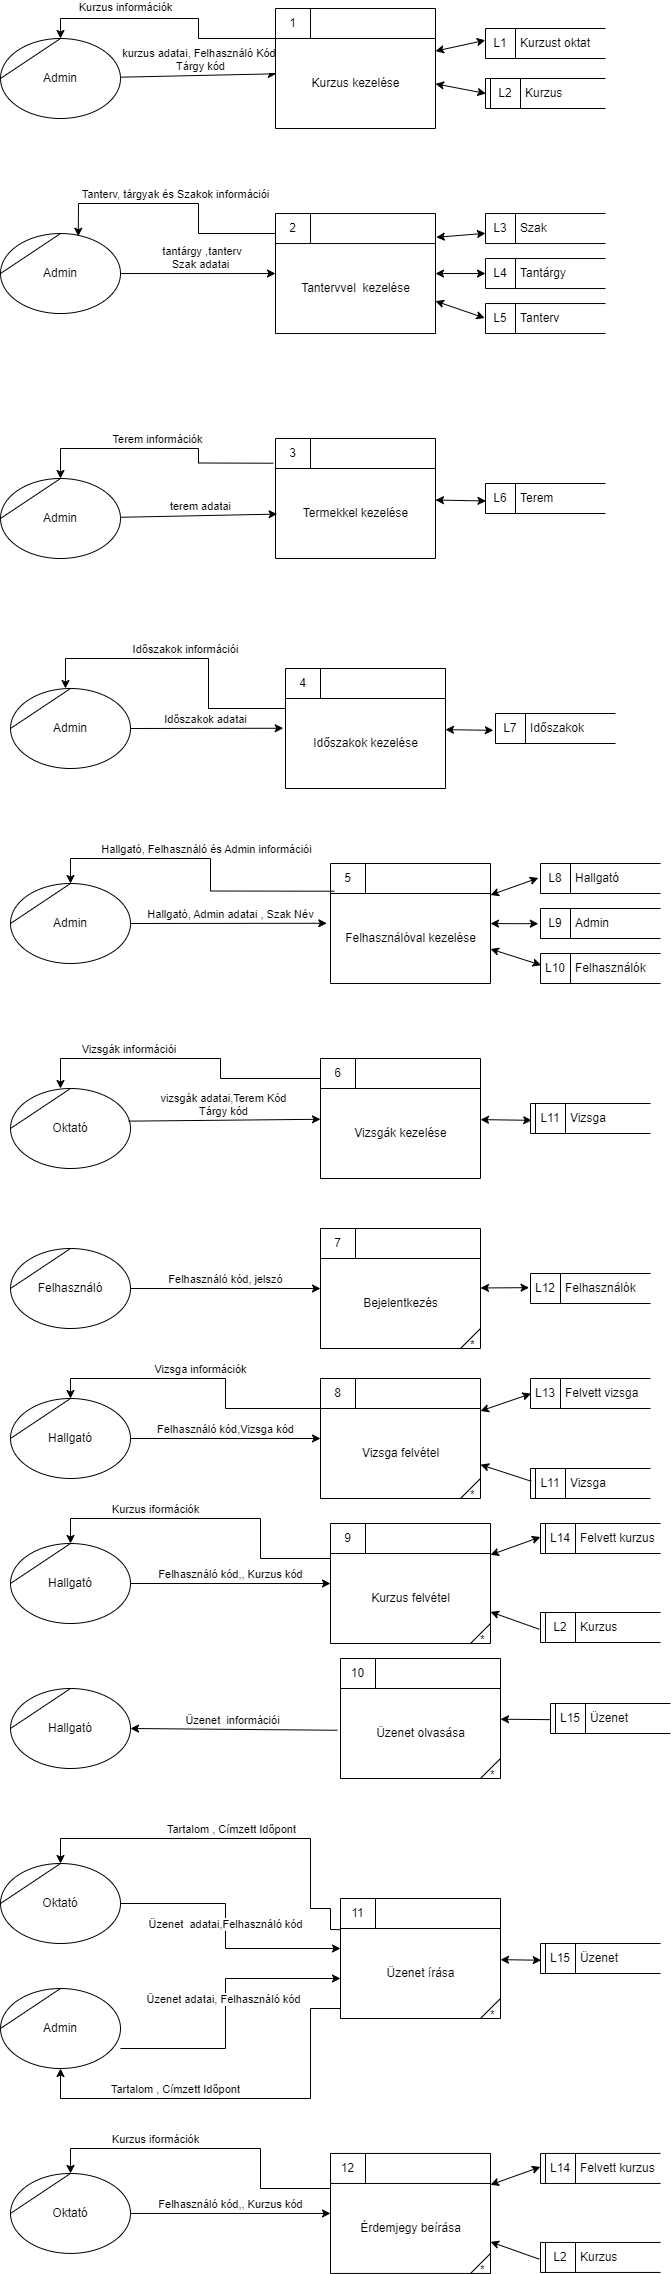 Kurzus információk
1
L1 Kurzust oktat
kurzus adatai, Felhasználó Kód
Tárgy kód
Admin
Kurzus kezelése
L2 Kurzus
Tanterv, tárgyak és Szakok információi
2
L3 Szak
tantárgy ,tanterv
Szak adatai
Admin
L4 Tantárgy
Tantervvel kezelése
L5 Tanterv
Terem információk
3
L6 Terem
terem adatai
Admin
Termekkel kezelése
Időszakok információi
4
Időszakok adatai
Admin
L7 Időszakok
Időszakok kezelése
Hallgató, Felhasználó és Admin információi
5
L8 Hallgató
Hallgató, Admin adatai , Szak Név
Admin
L9 Admin
Felhasználóval kezelése
L10 Felhasználók
Vizsgák információi
6
vizsgák adatai,Terem Kód
Tárgy kód
L11 Vizsga
Oktató
Vizsgák kezelése
7
Felhasználó kód, jelszó
Felhasználó
L12 Felhasználók
Bejelentkezés
*
Vizsga információk
8
L13 Felvett vizsga
Felhasználó kód,Vizsga kód
Hallgató
Vizsga felvétel
L11 Vizsga
*
Kurzus iformációk
9
L14 Felvett kurzus
Felhasználó kód,, Kurzus kód
Hallgató
Kurzus felvétel
L2 Kurzus
*
10
Üzenet információi
L15 Üzenet
Hallgató
Üzenet olvasása
*
Tartalom , Címzett Időpont
Oktató
11
Üzenet adatai,Felhasználó kód
L15 Üzenet
Üzenet írása
Üzenet adatai, Felhasználó kód
*
Admin
Tartalom , Címzett Időpont
Kurzus iformációk
12
L14 Felvett kurzus
Felhasználó kód,, Kurzus kód
Oktató
Érdemjegy beírása
L2 Kurzus
*